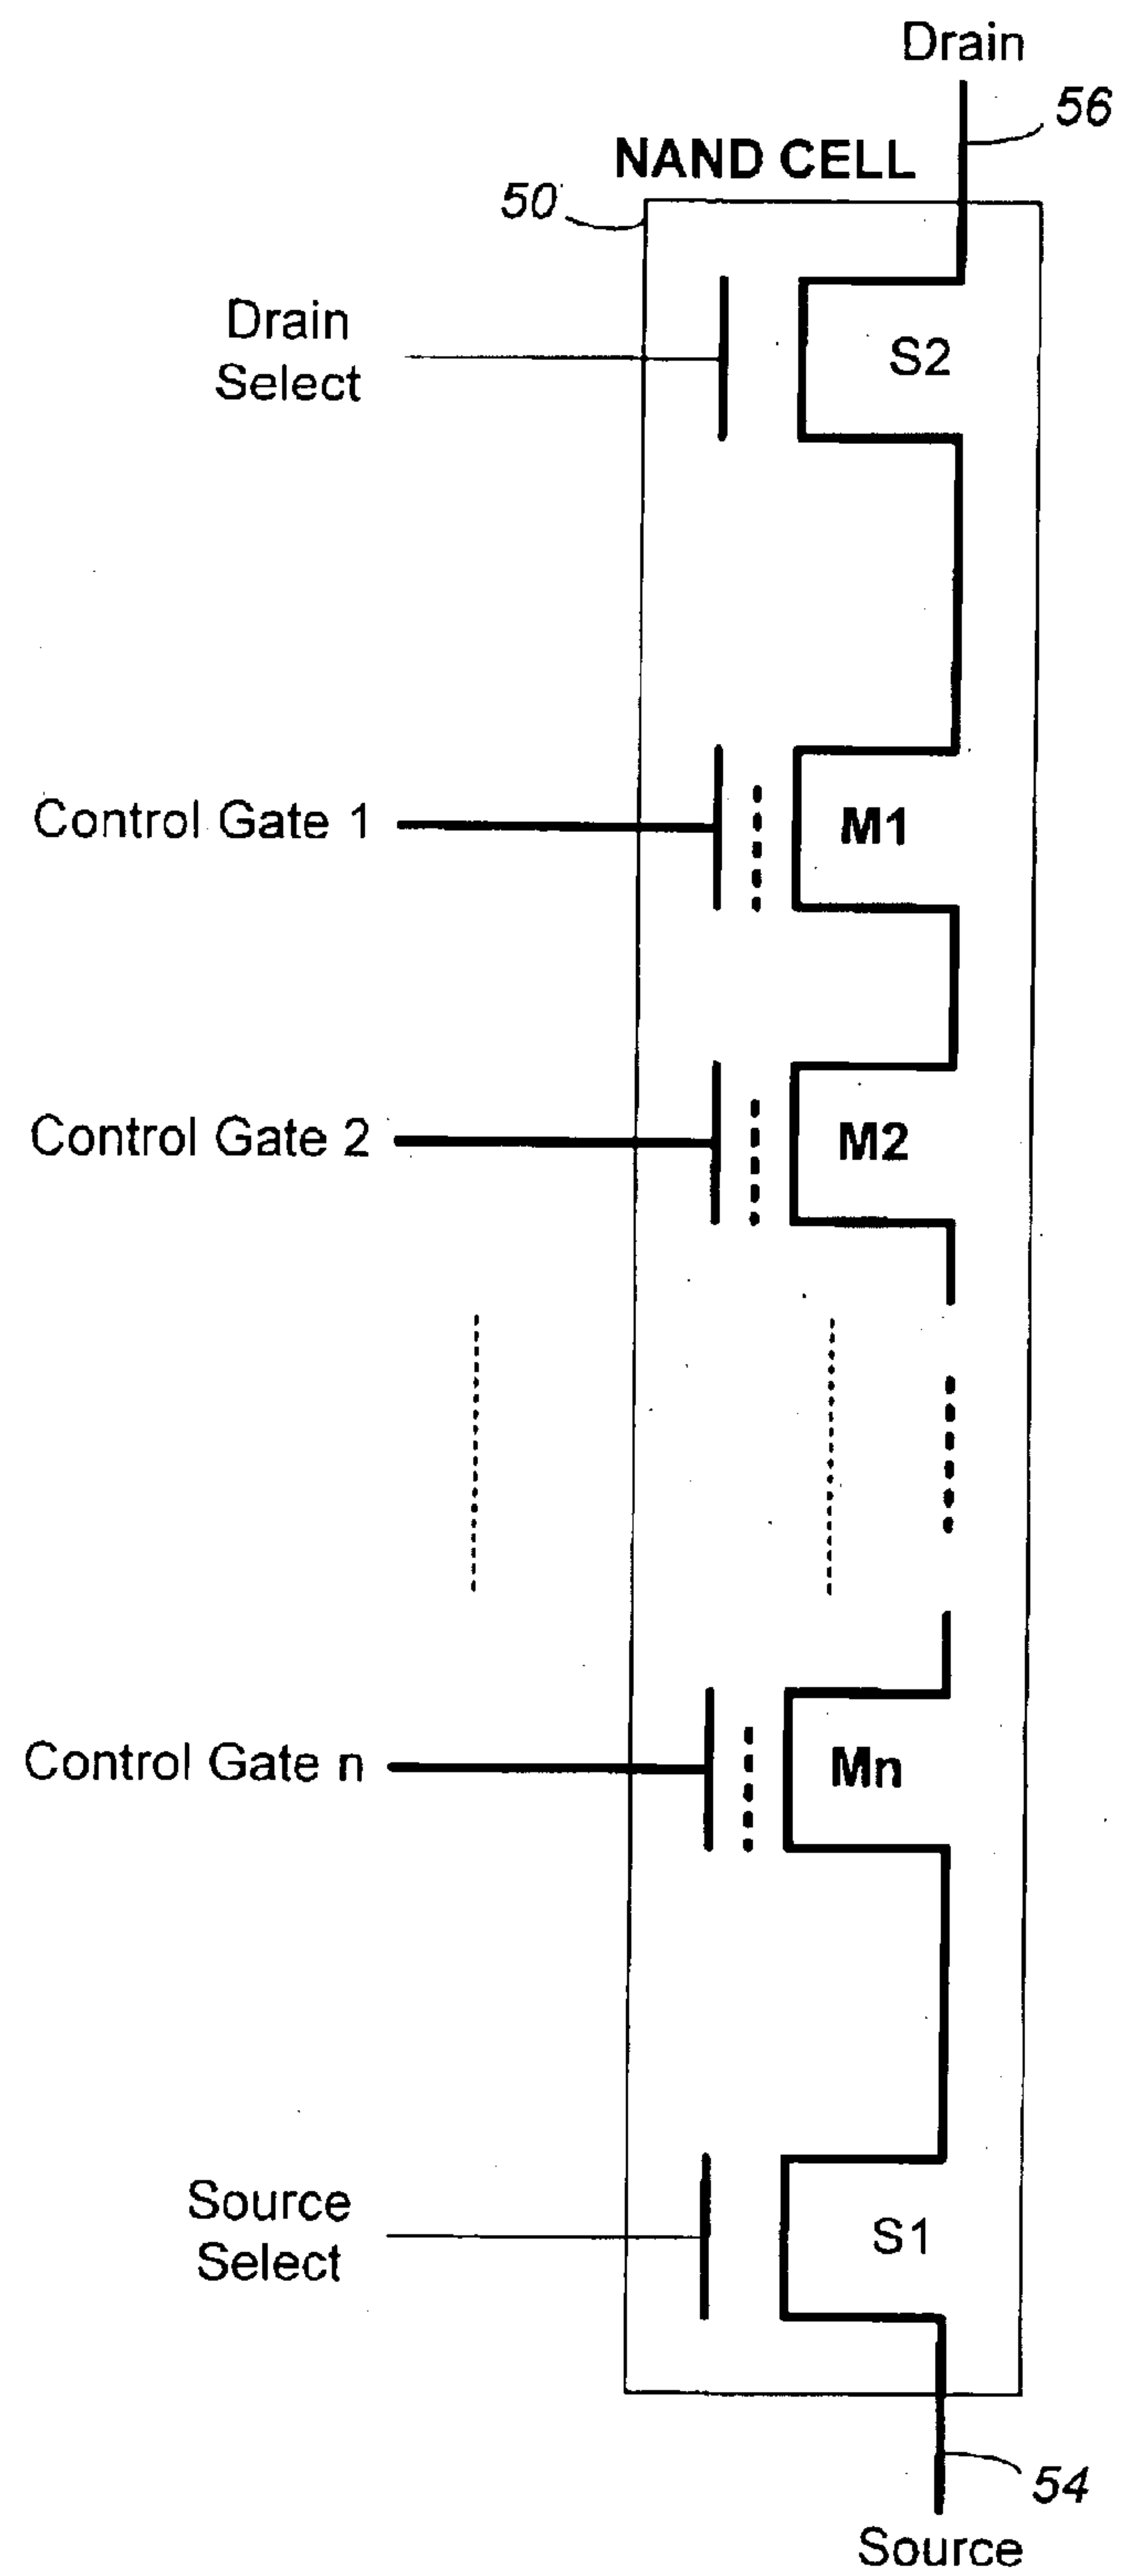 Drain
56
NAND CELL
50
Drain
Select
S2
Control Gate 1
M1
Control Gate 2
M2
Control Gate n
Mn
Source
Select
S1
54
Source